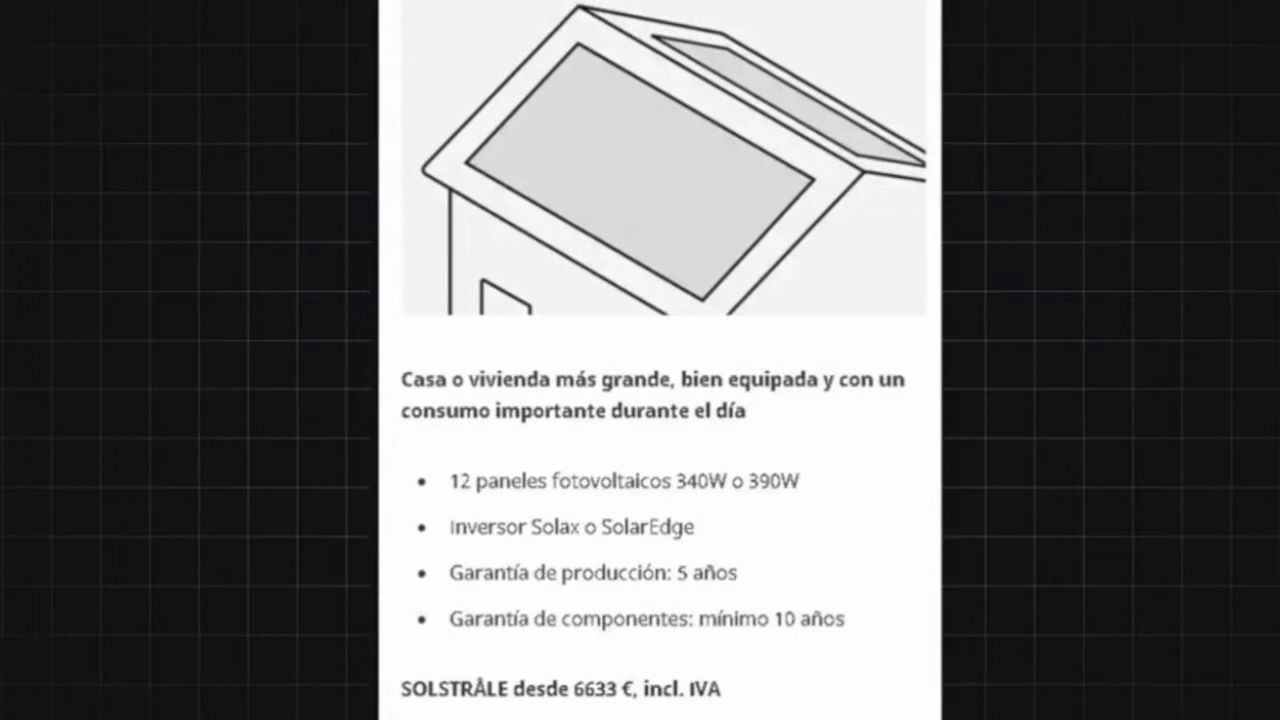 Casa o vivienda más grande, bien equipada y con un
consumo importante durante el día
• 12 paneles fotovoltaicos 340W o 390W
• Inversor Solax o SolarEdge
• Garantía de producción: 5 años
• Garantía de componentes: mínimo 10 años
SOLSTRÅLE desde 6633 €, incl. IVA